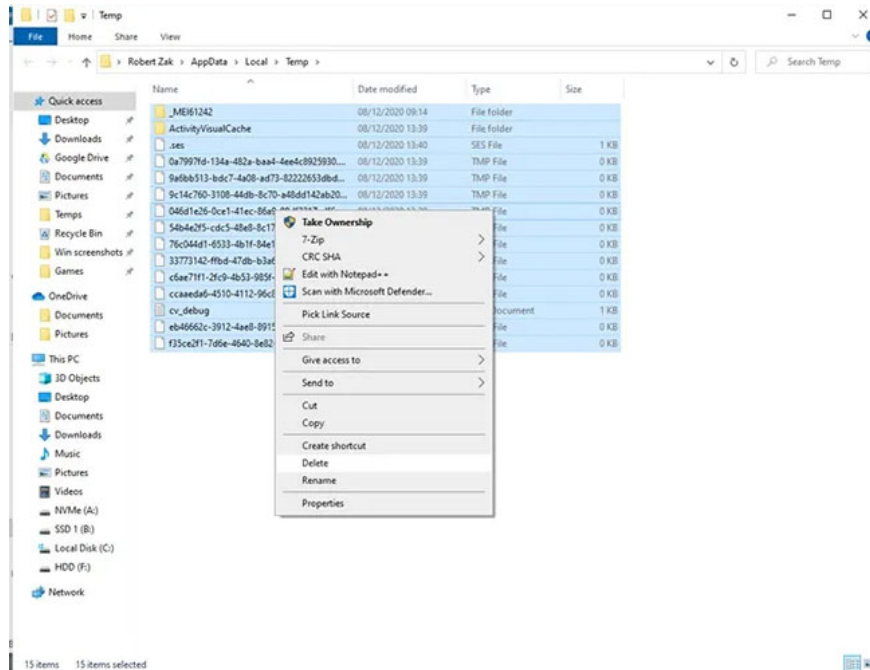 Temp
File Home Share View
Robert Zak > AppData > Local > Temp >
Search Temp
Name Date modified Type Size
Quick access
Desktop
Downloads
Google Drive
Documents
Pictures
Temps
Recycle Bin
Win screenshots
Games
OneDrive
Documents
Pictures
This PC
3D Objects
Desktop
Documents
Downloads
Music
Pictures
Videos
NVMe (A:)
SSD 1 (B:)
Local Disk (C:)
HDD (F:)
Network
_MEI61242 08/12/2020 09:14 File folder
ActivityVisualCache 08/12/2020 13:39 File folder
.ses 08/12/2020 13:40 SES File 1 KB
0a7997fd-134a-482a-baa4-4ee4c8925930.... 08/12/2020 13:39 TMP File 0 KB
9a6bb513-bdc7-4a08-ad73-82222653dbd... 08/12/2020 13:39 TMP File 0 KB
9c14c760-3108-44db-8c70-a48dd142ab20... 08/12/2020 13:39 TMP File 0 KB
046d1e26-0ce1-41ec-86a9- File 0 KB
54b4e2f5-cdc5-48e8-8c17 File 0 KB
76c044d1-6533-4b1f-84e1 File 0 KB
33773142-ffbd-47db-b3a6 File 0 KB
c6ae71f1-2fc9-4b53-985f- File 0 KB
ccaaeda6-4510-4112-96c8 File 0 KB
cv_debug ocument 1 KB
eb46662c-3912-4ae8-8915 File 0 KB
f35ce2f1-7d6e-4640-8e82- File 0 KB
Take Ownership
7-Zip
CRC SHA
Edit with Notepad++
Scan with Microsoft Defender...
Pick Link Source
Share
Give access to
Send to
Cut
Copy
Create shortcut
Delete
Rename
Properties
15 items 15 items selected